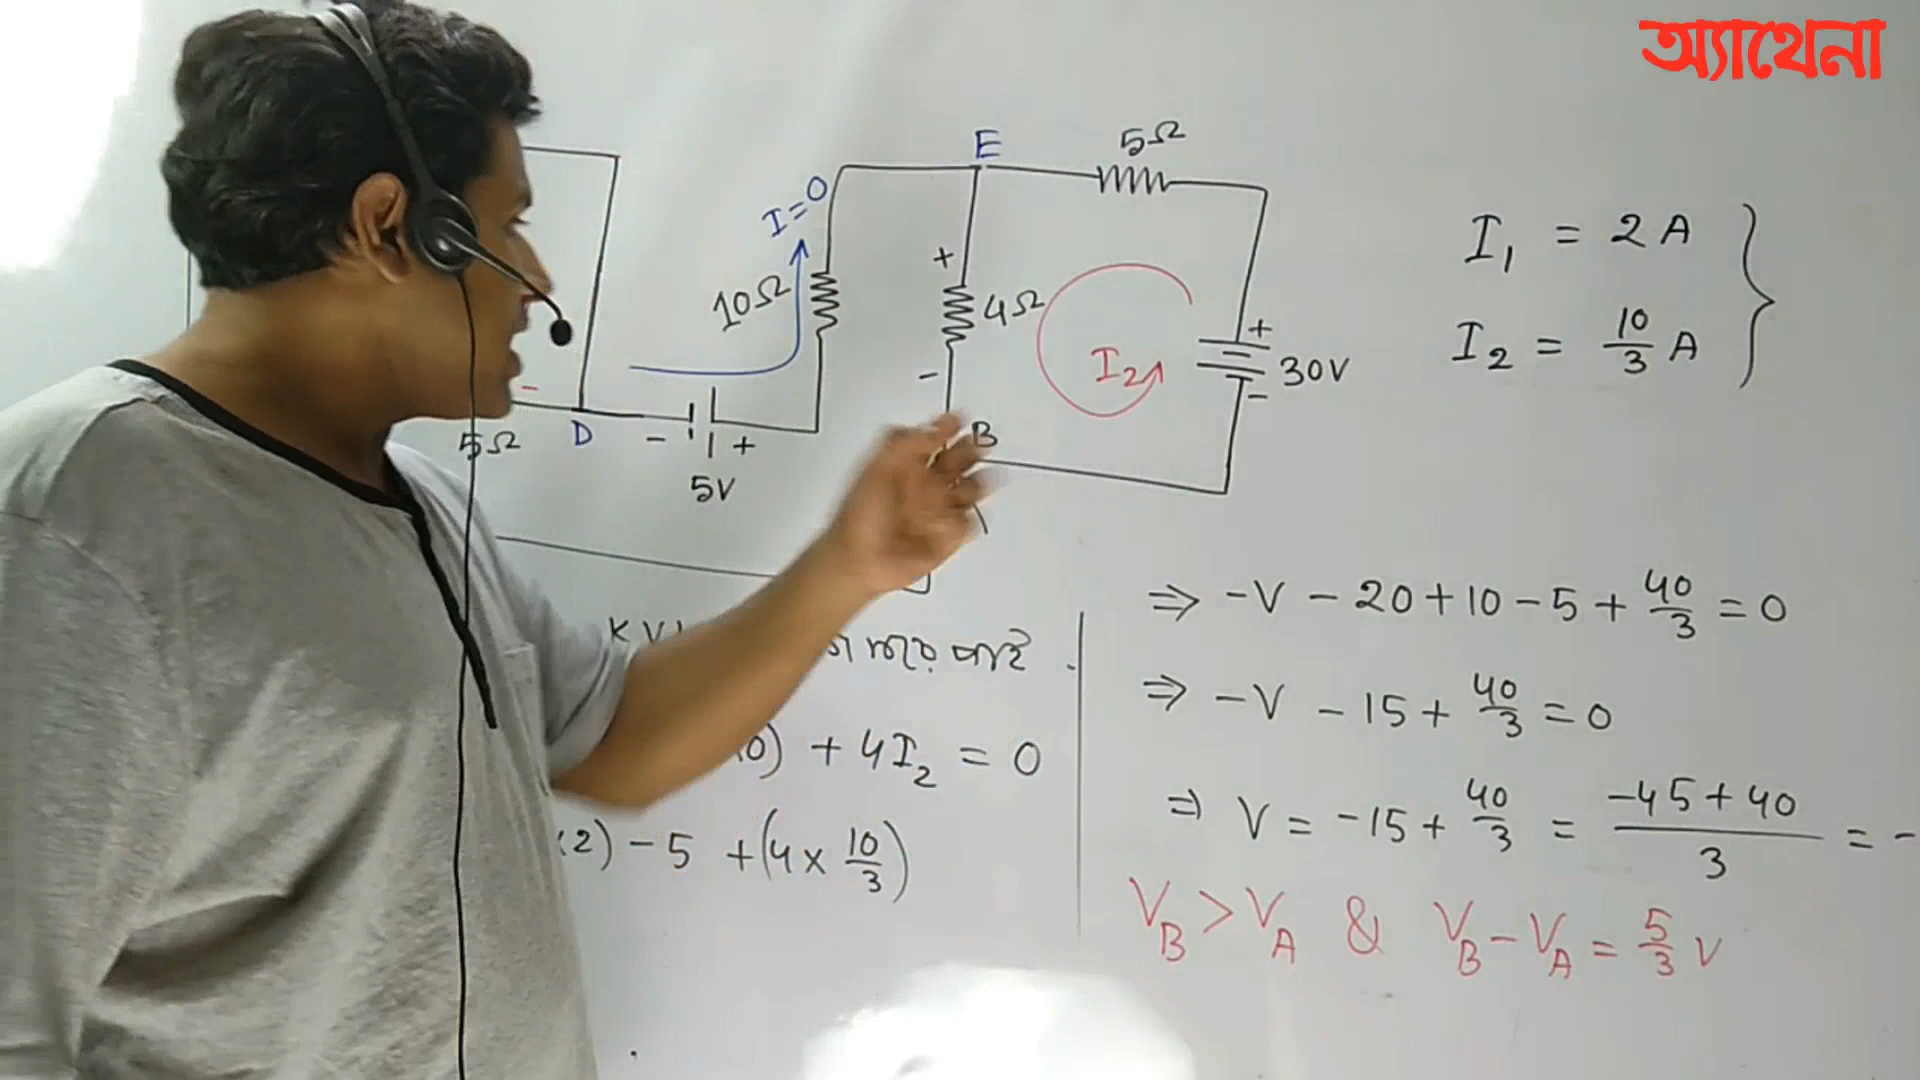 অ্যাথেনা
E
5Ω
I=0
10Ω
+
4Ω
-
I₂
+
30V
-
B
-
5Ω
D
-
+
5V
I₁ = 2A
I₂ = 10/3 A
পাই
0) + 4I₂ = 0
(2) - 5 + (4 × 10/3)
⇒ -V - 20 + 10 - 5 + 40/3 = 0
⇒ -V - 15 + 40/3 = 0
⇒ V = -15 + 40/3 = (-45 + 40)/3 = -
V_B > V_A & V_B - V_A = 5/3 V